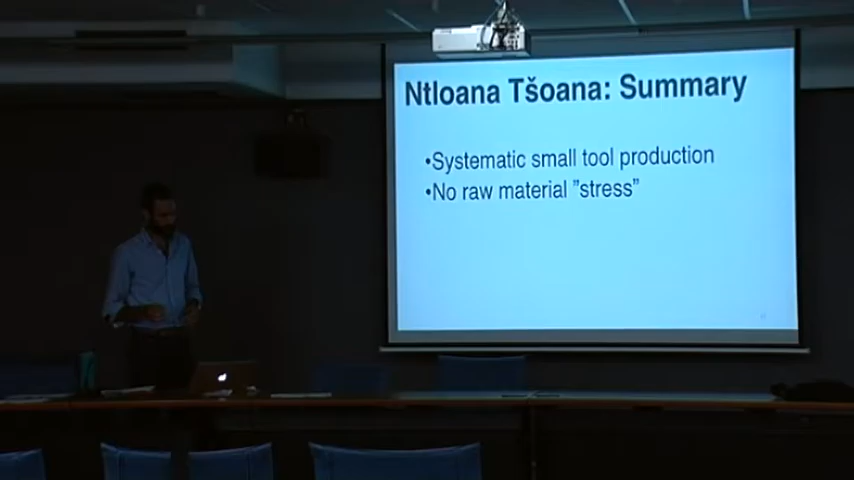 Ntloana Tšoana: Summary
•Systematic small tool production
•No raw material ”stress”